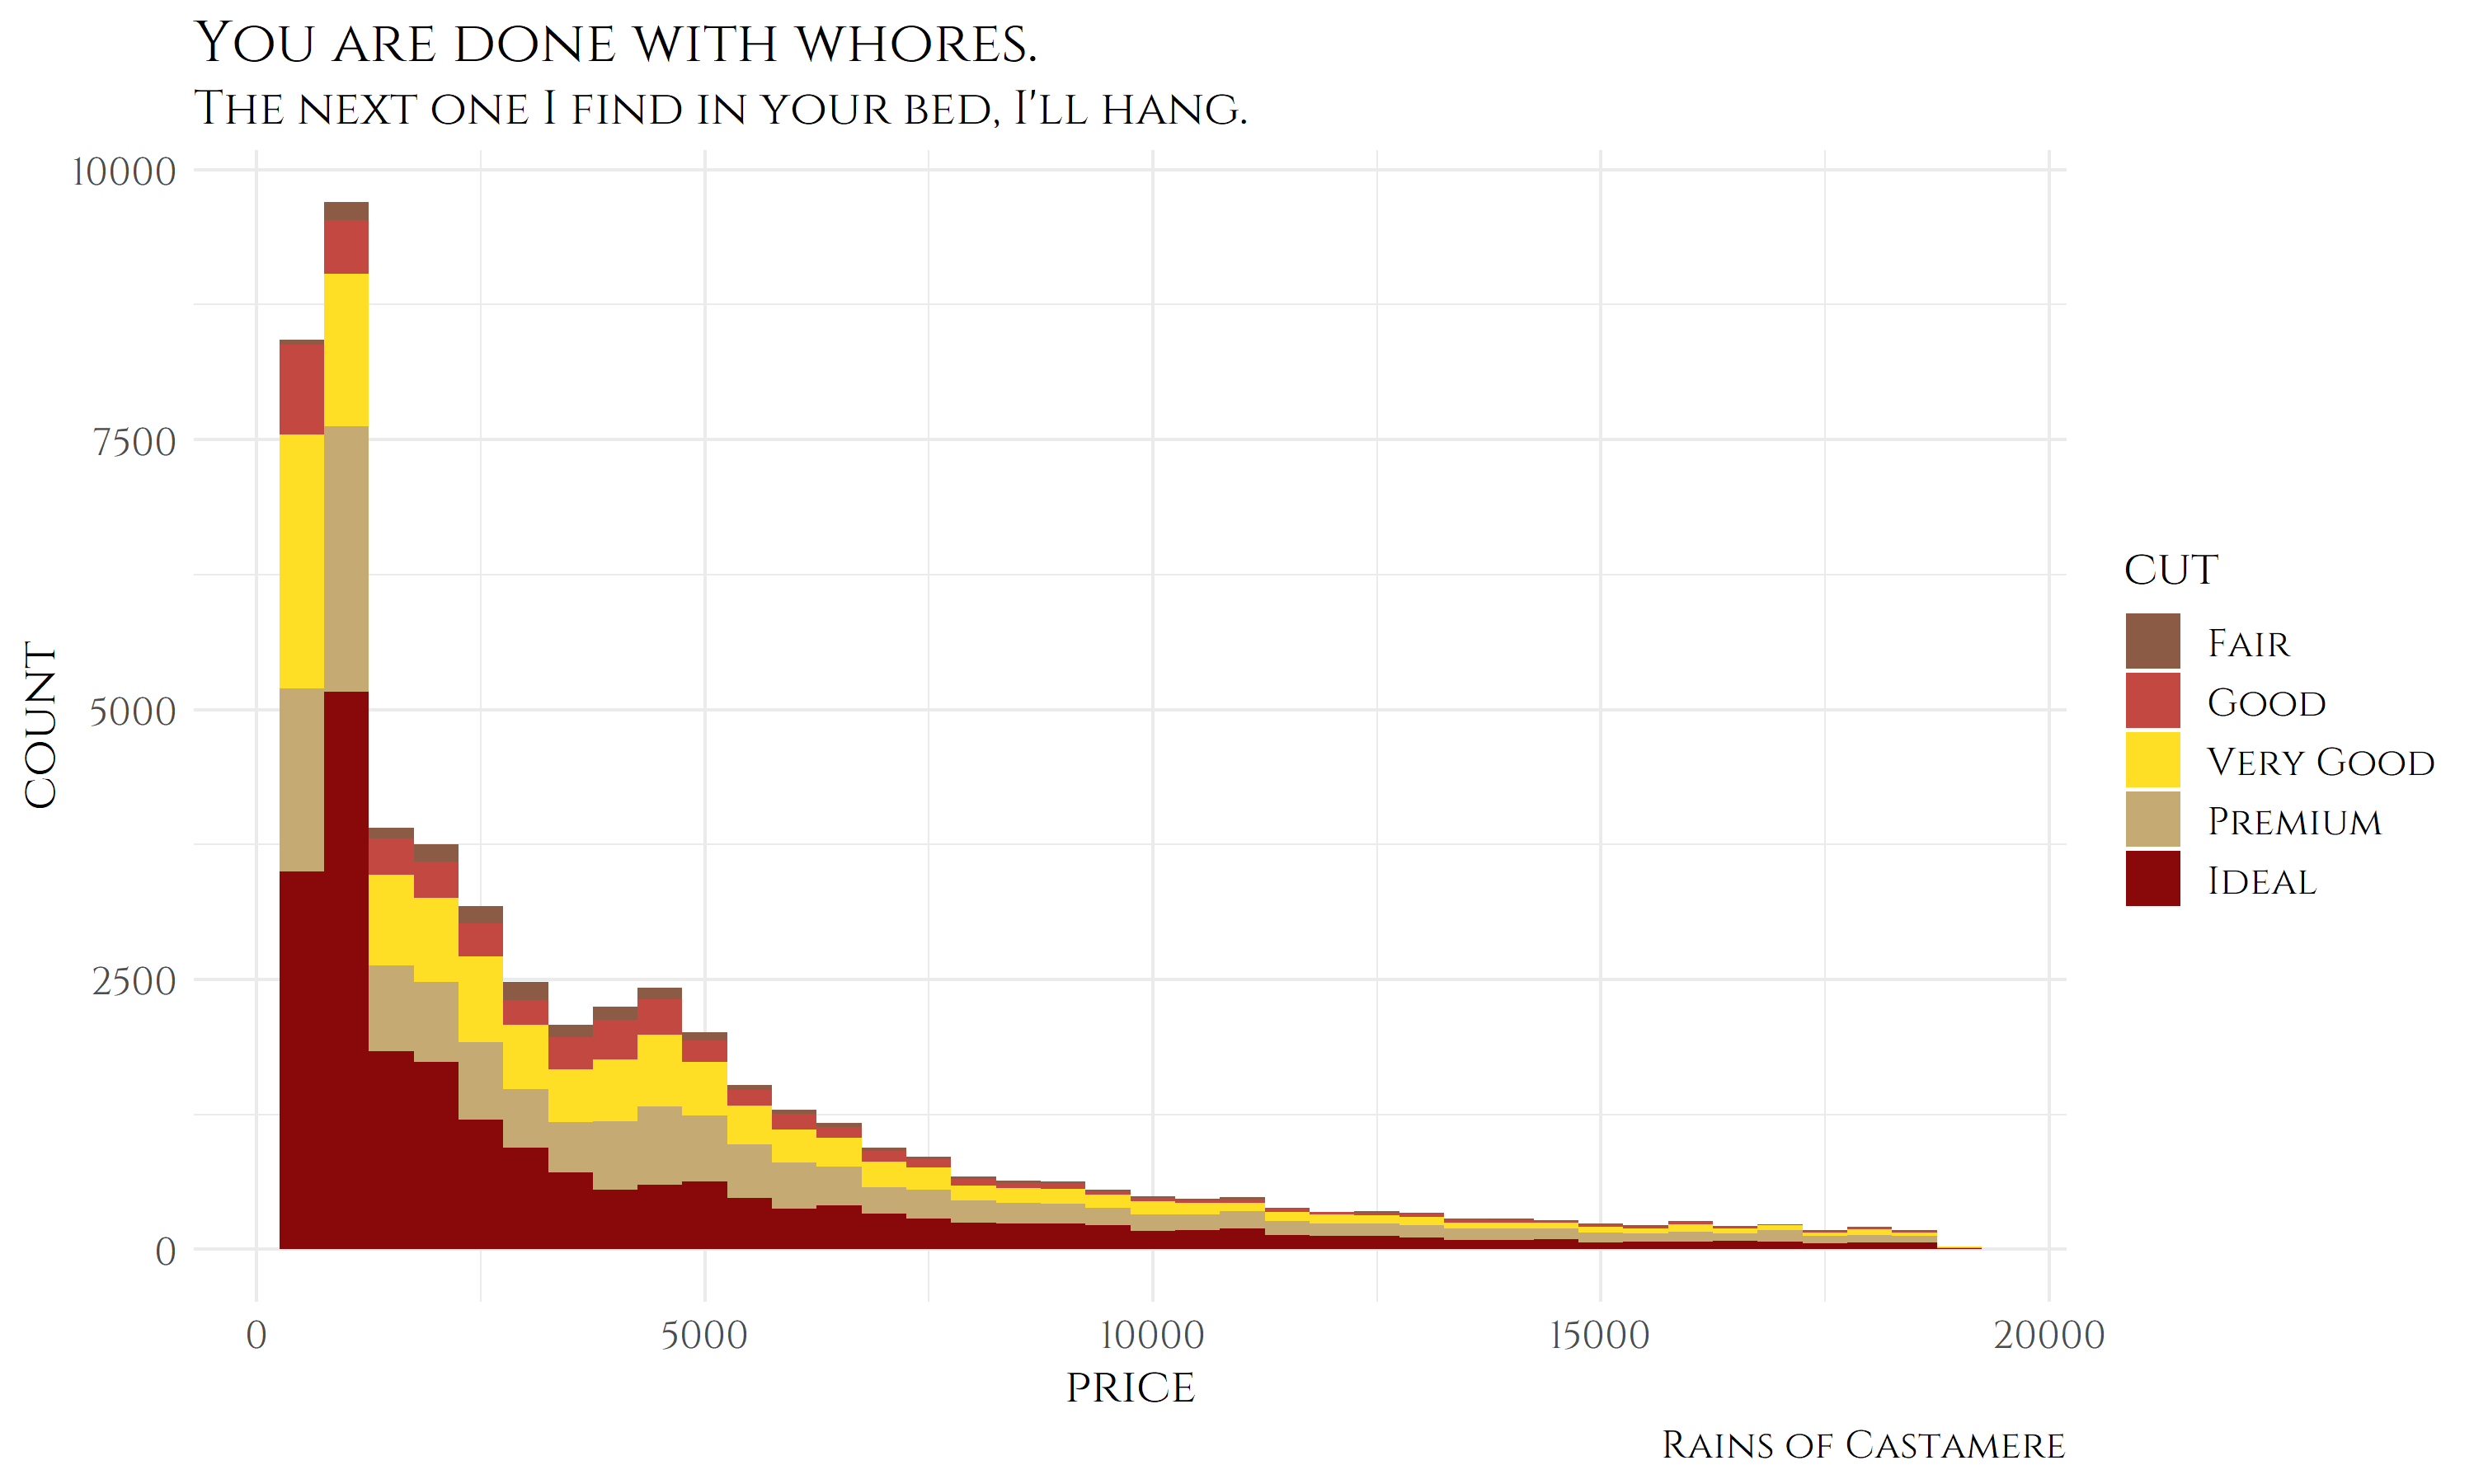 You are done with whores.
The next one I find in your bed, I'll hang.
10000
7500
5000
2500
0
count
0 5000 10000 15000 20000
price
cut
Fair
Good
Very Good
Premium
Ideal
Rains of Castamere